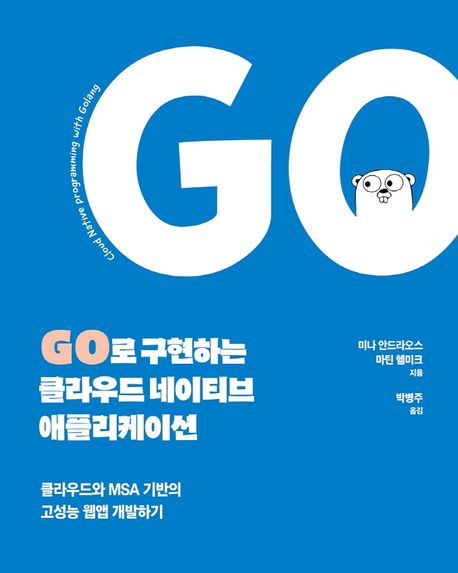 GO
Cloud Native Programming with Golang
GO로 구현하는
클라우드 네이티브
애플리케이션
클라우드와 MSA 기반의
고성능 웹앱 개발하기
미나 안드라오스
마틴 헬미크
지음
박병주
옮김